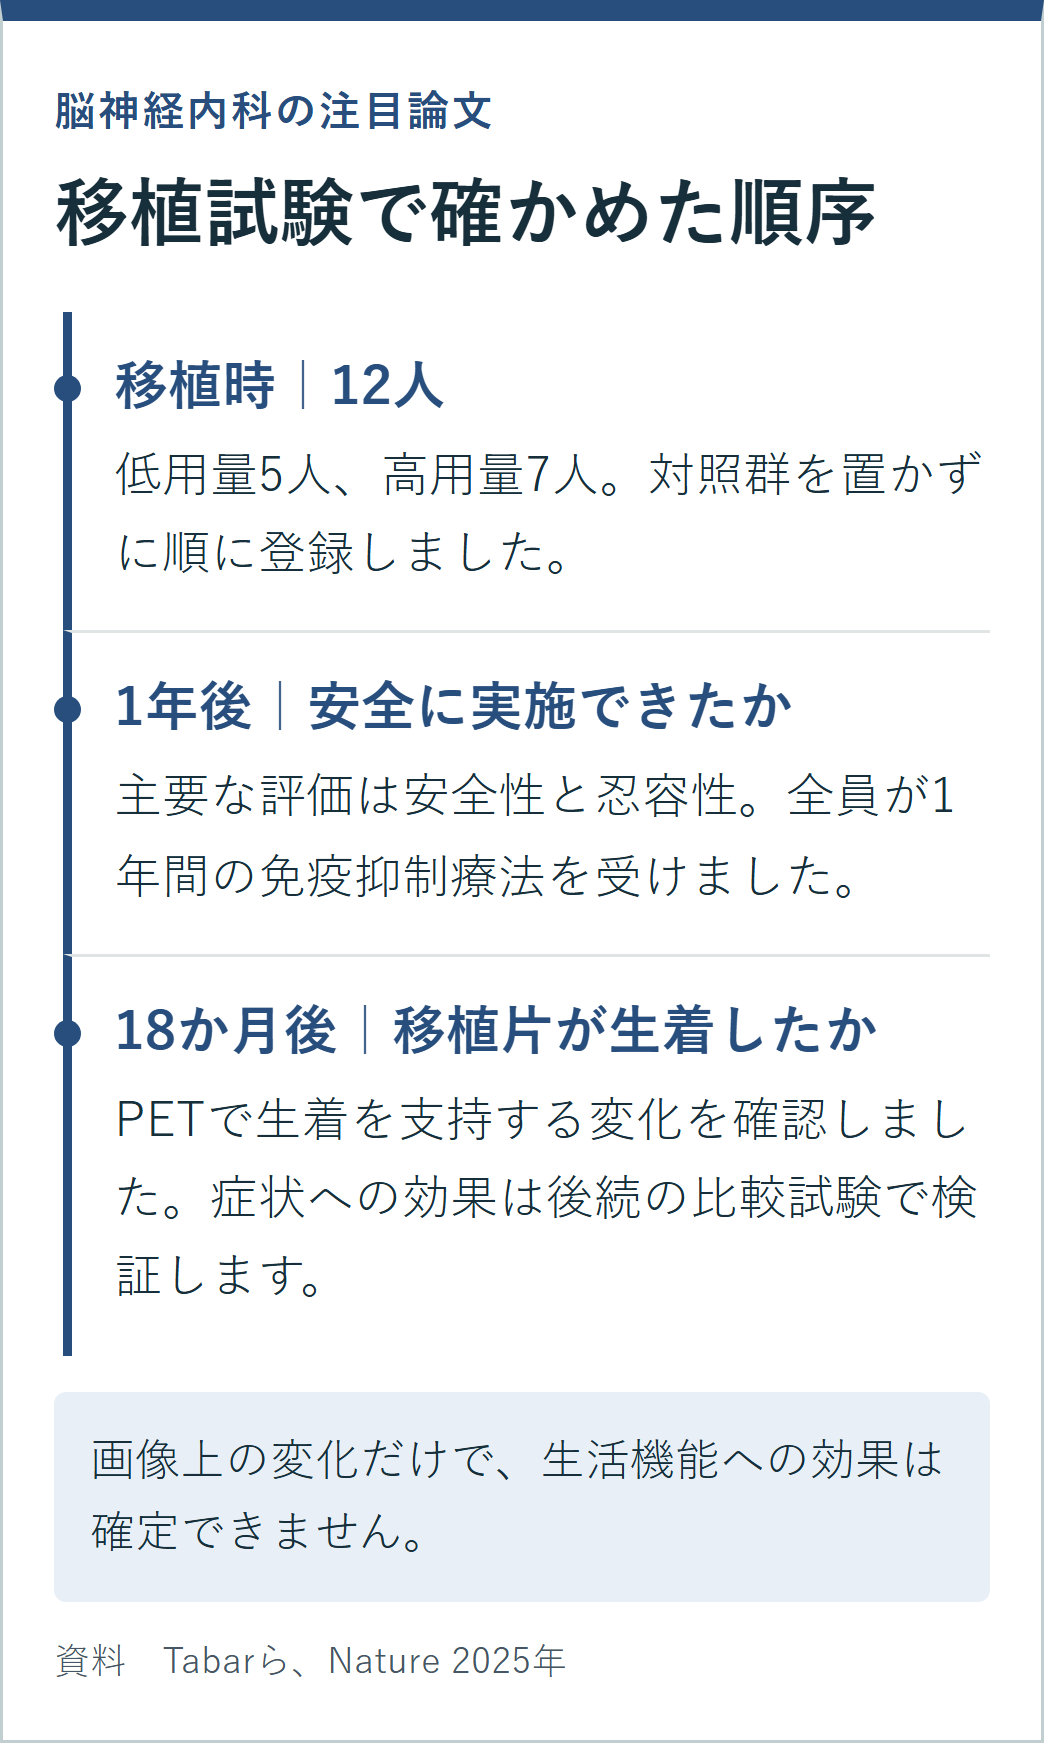 脳神経内科の注目論文
移植試験で確かめた順序
移植時｜12人
低用量5人、高用量7人。対照群を置かず
に順に登録しました。
1年後｜安全に実施できたか
主要な評価は安全性と忍容性。全員が1
年間の免疫抑制療法を受けました。
18か月後｜移植片が生着したか
PETで生着を支持する変化を確認しまし
た。症状への効果は後続の比較試験で検
証します。
画像上の変化だけで、生活機能への効果は
確定できません。
資料　Tabarら、Nature 2025年